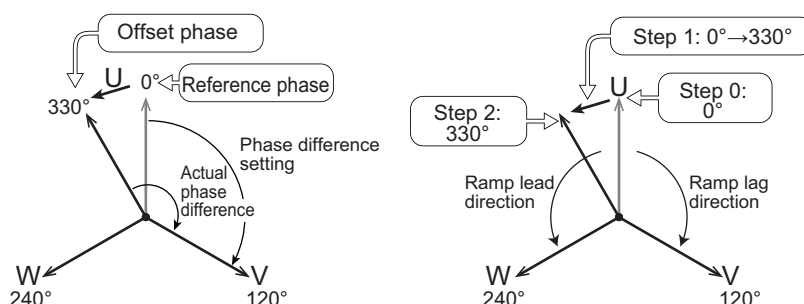 Offset phase
U 0°
Reference phase
330°
Phase difference
setting
Actual
phase
difference
W
240°
V
120°
Step 1: 0°→330°
U
Step 0:
0°
Step 2:
330°
Ramp lead
direction
Ramp lag
direction
W
240°
V
120°